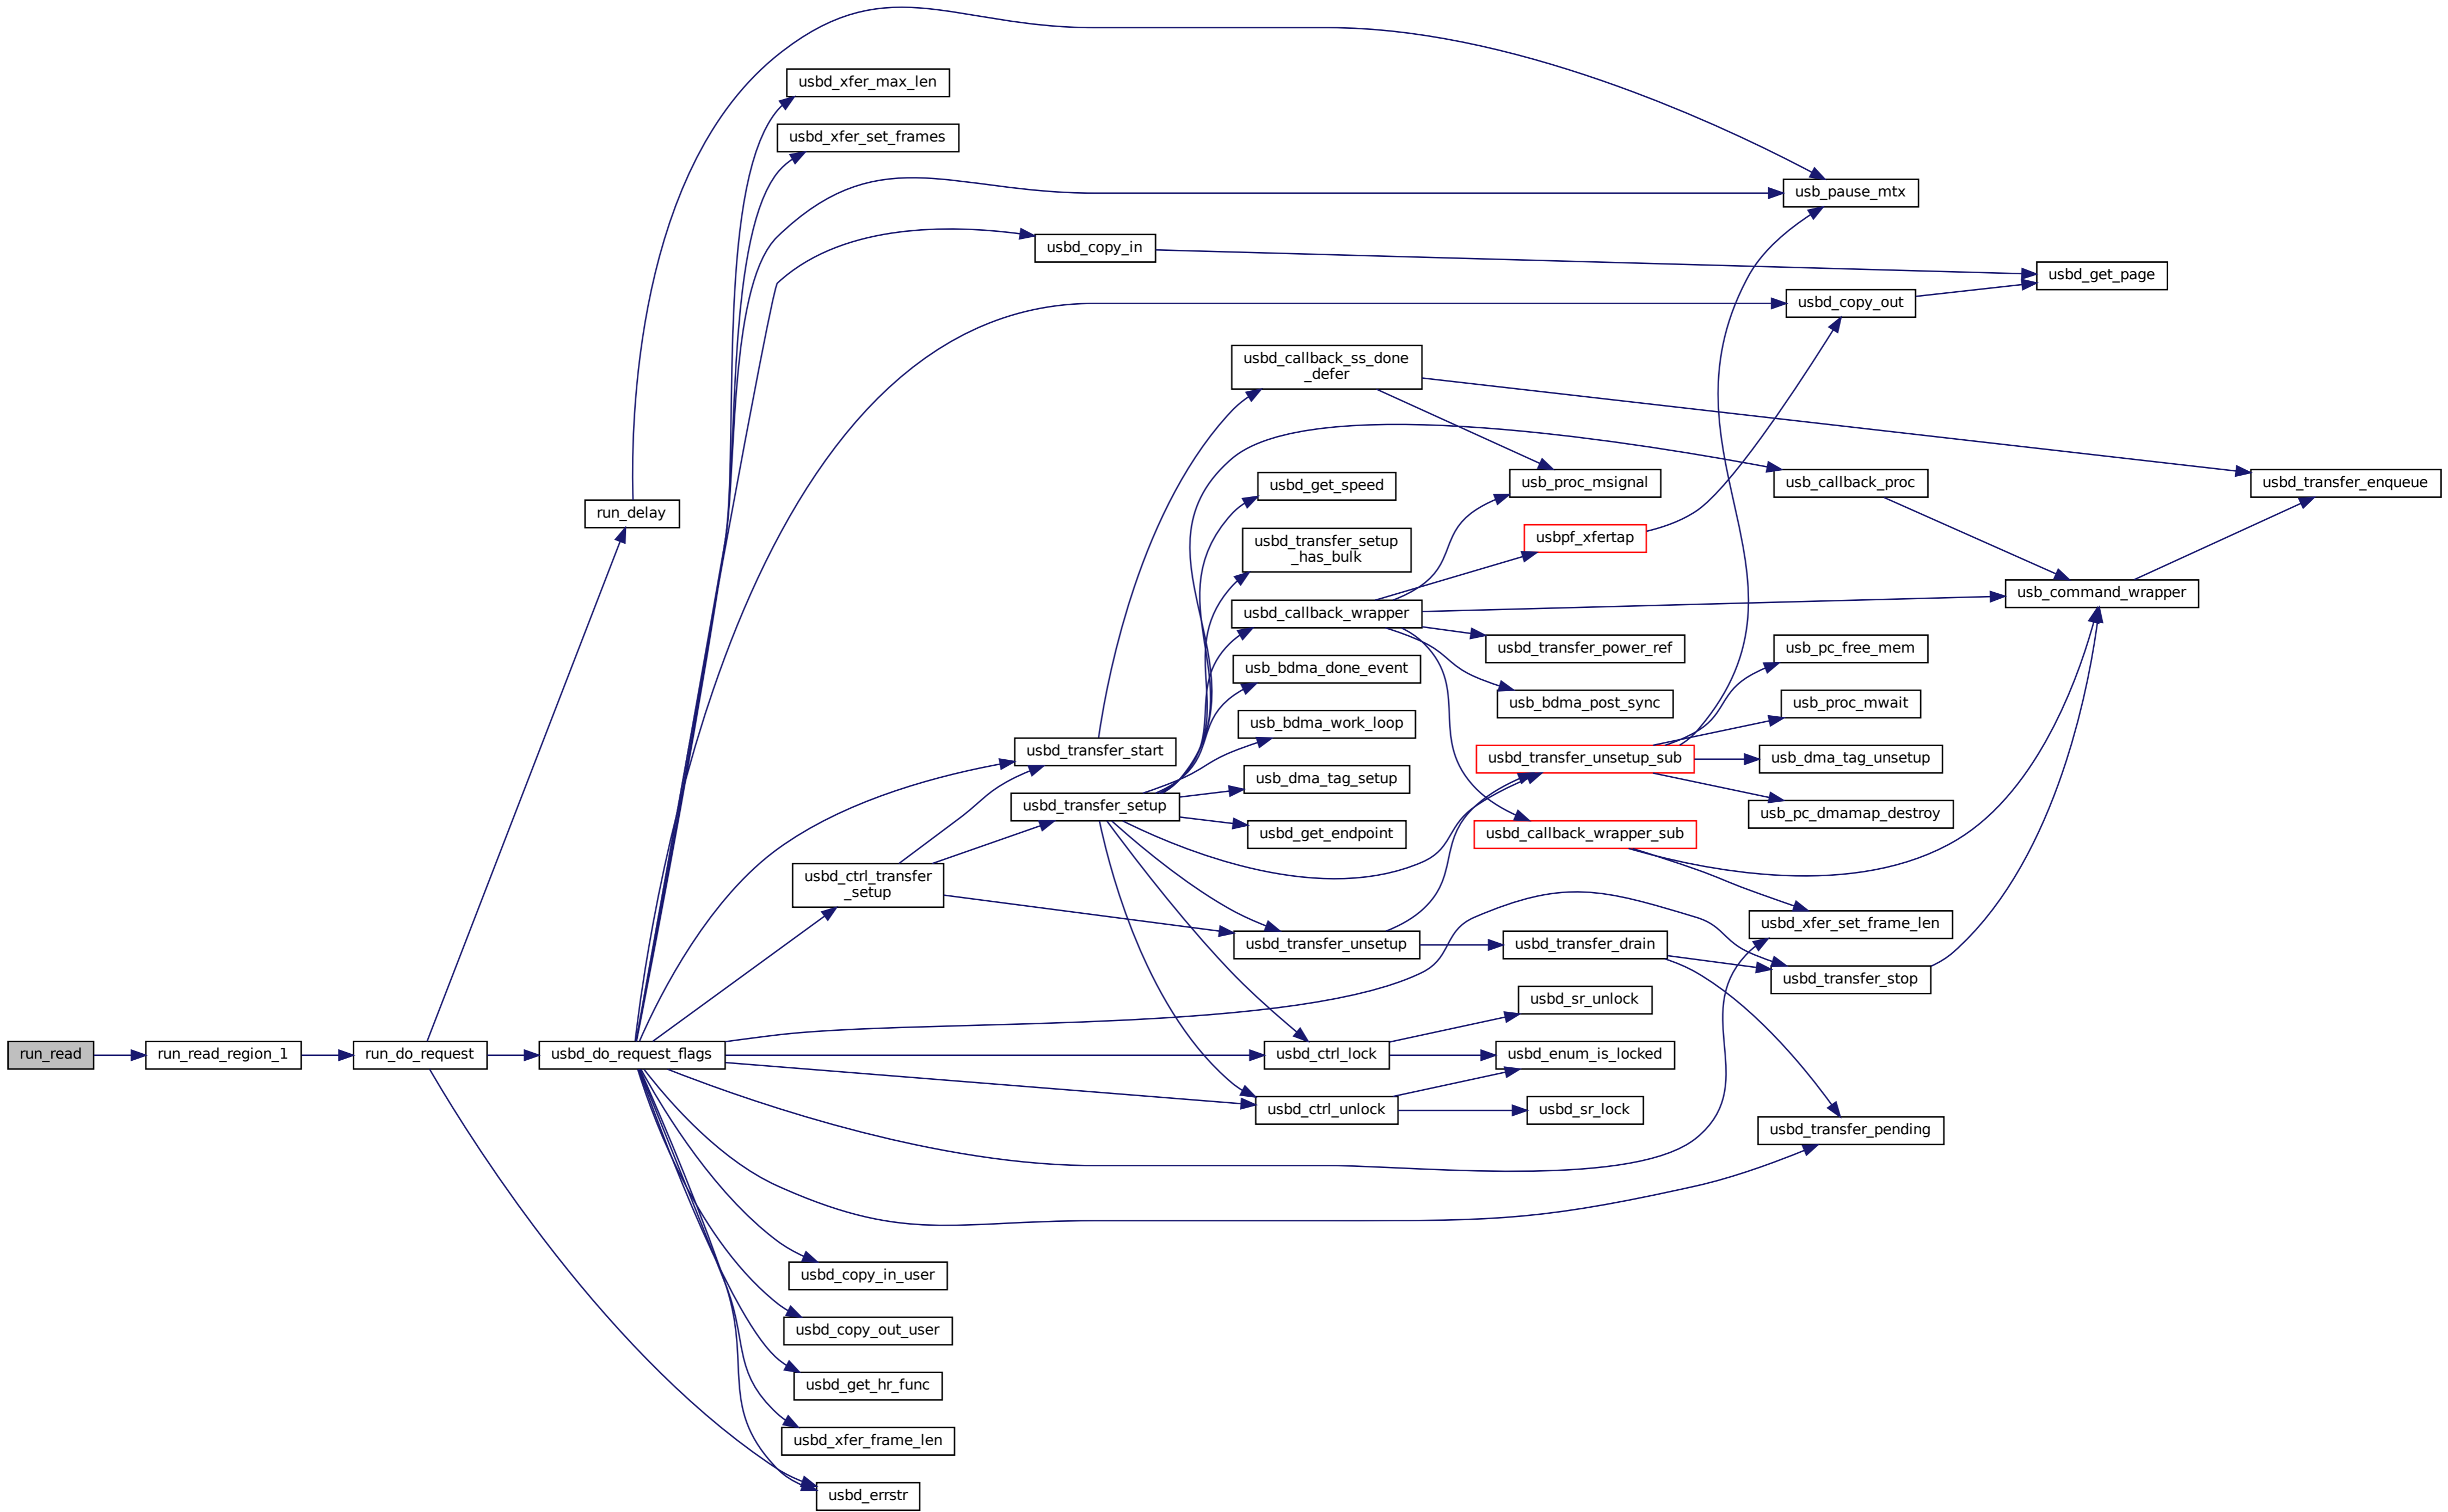 usbd_xfer_max_len
usbd_xfer_set_frames
usb_pause_mtx
usbd_copy_in
usbd_get_page
usbd_copy_out
usbd_callback_ss_done
_defer
usbd_get_speed
usb_proc_msignal
usb_callback_proc
usbd_transfer_enqueue
run_delay
usbd_transfer_setup
_has_bulk
usbpf_xfertap
usb_command_wrapper
usbd_callback_wrapper
usbd_transfer_power_ref
usb_pc_free_mem
usb_bdma_done_event
usb_bdma_post_sync
usb_proc_mwait
usb_bdma_work_loop
usbd_transfer_start
usbd_transfer_unsetup_sub
usb_dma_tag_unsetup
usb_dma_tag_setup
usbd_transfer_setup
usb_pc_dmamap_destroy
usbd_get_endpoint
usbd_callback_wrapper_sub
usbd_ctrl_transfer
_setup
usbd_xfer_set_frame_len
usbd_transfer_unsetup
usbd_transfer_drain
usbd_transfer_stop
usbd_sr_unlock
run_read
run_read_region_1
run_do_request
usbd_do_request_flags
usbd_ctrl_lock
usbd_enum_is_locked
usbd_ctrl_unlock
usbd_sr_lock
usbd_transfer_pending
usbd_copy_in_user
usbd_copy_out_user
usbd_get_hr_func
usbd_xfer_frame_len
usbd_errstr